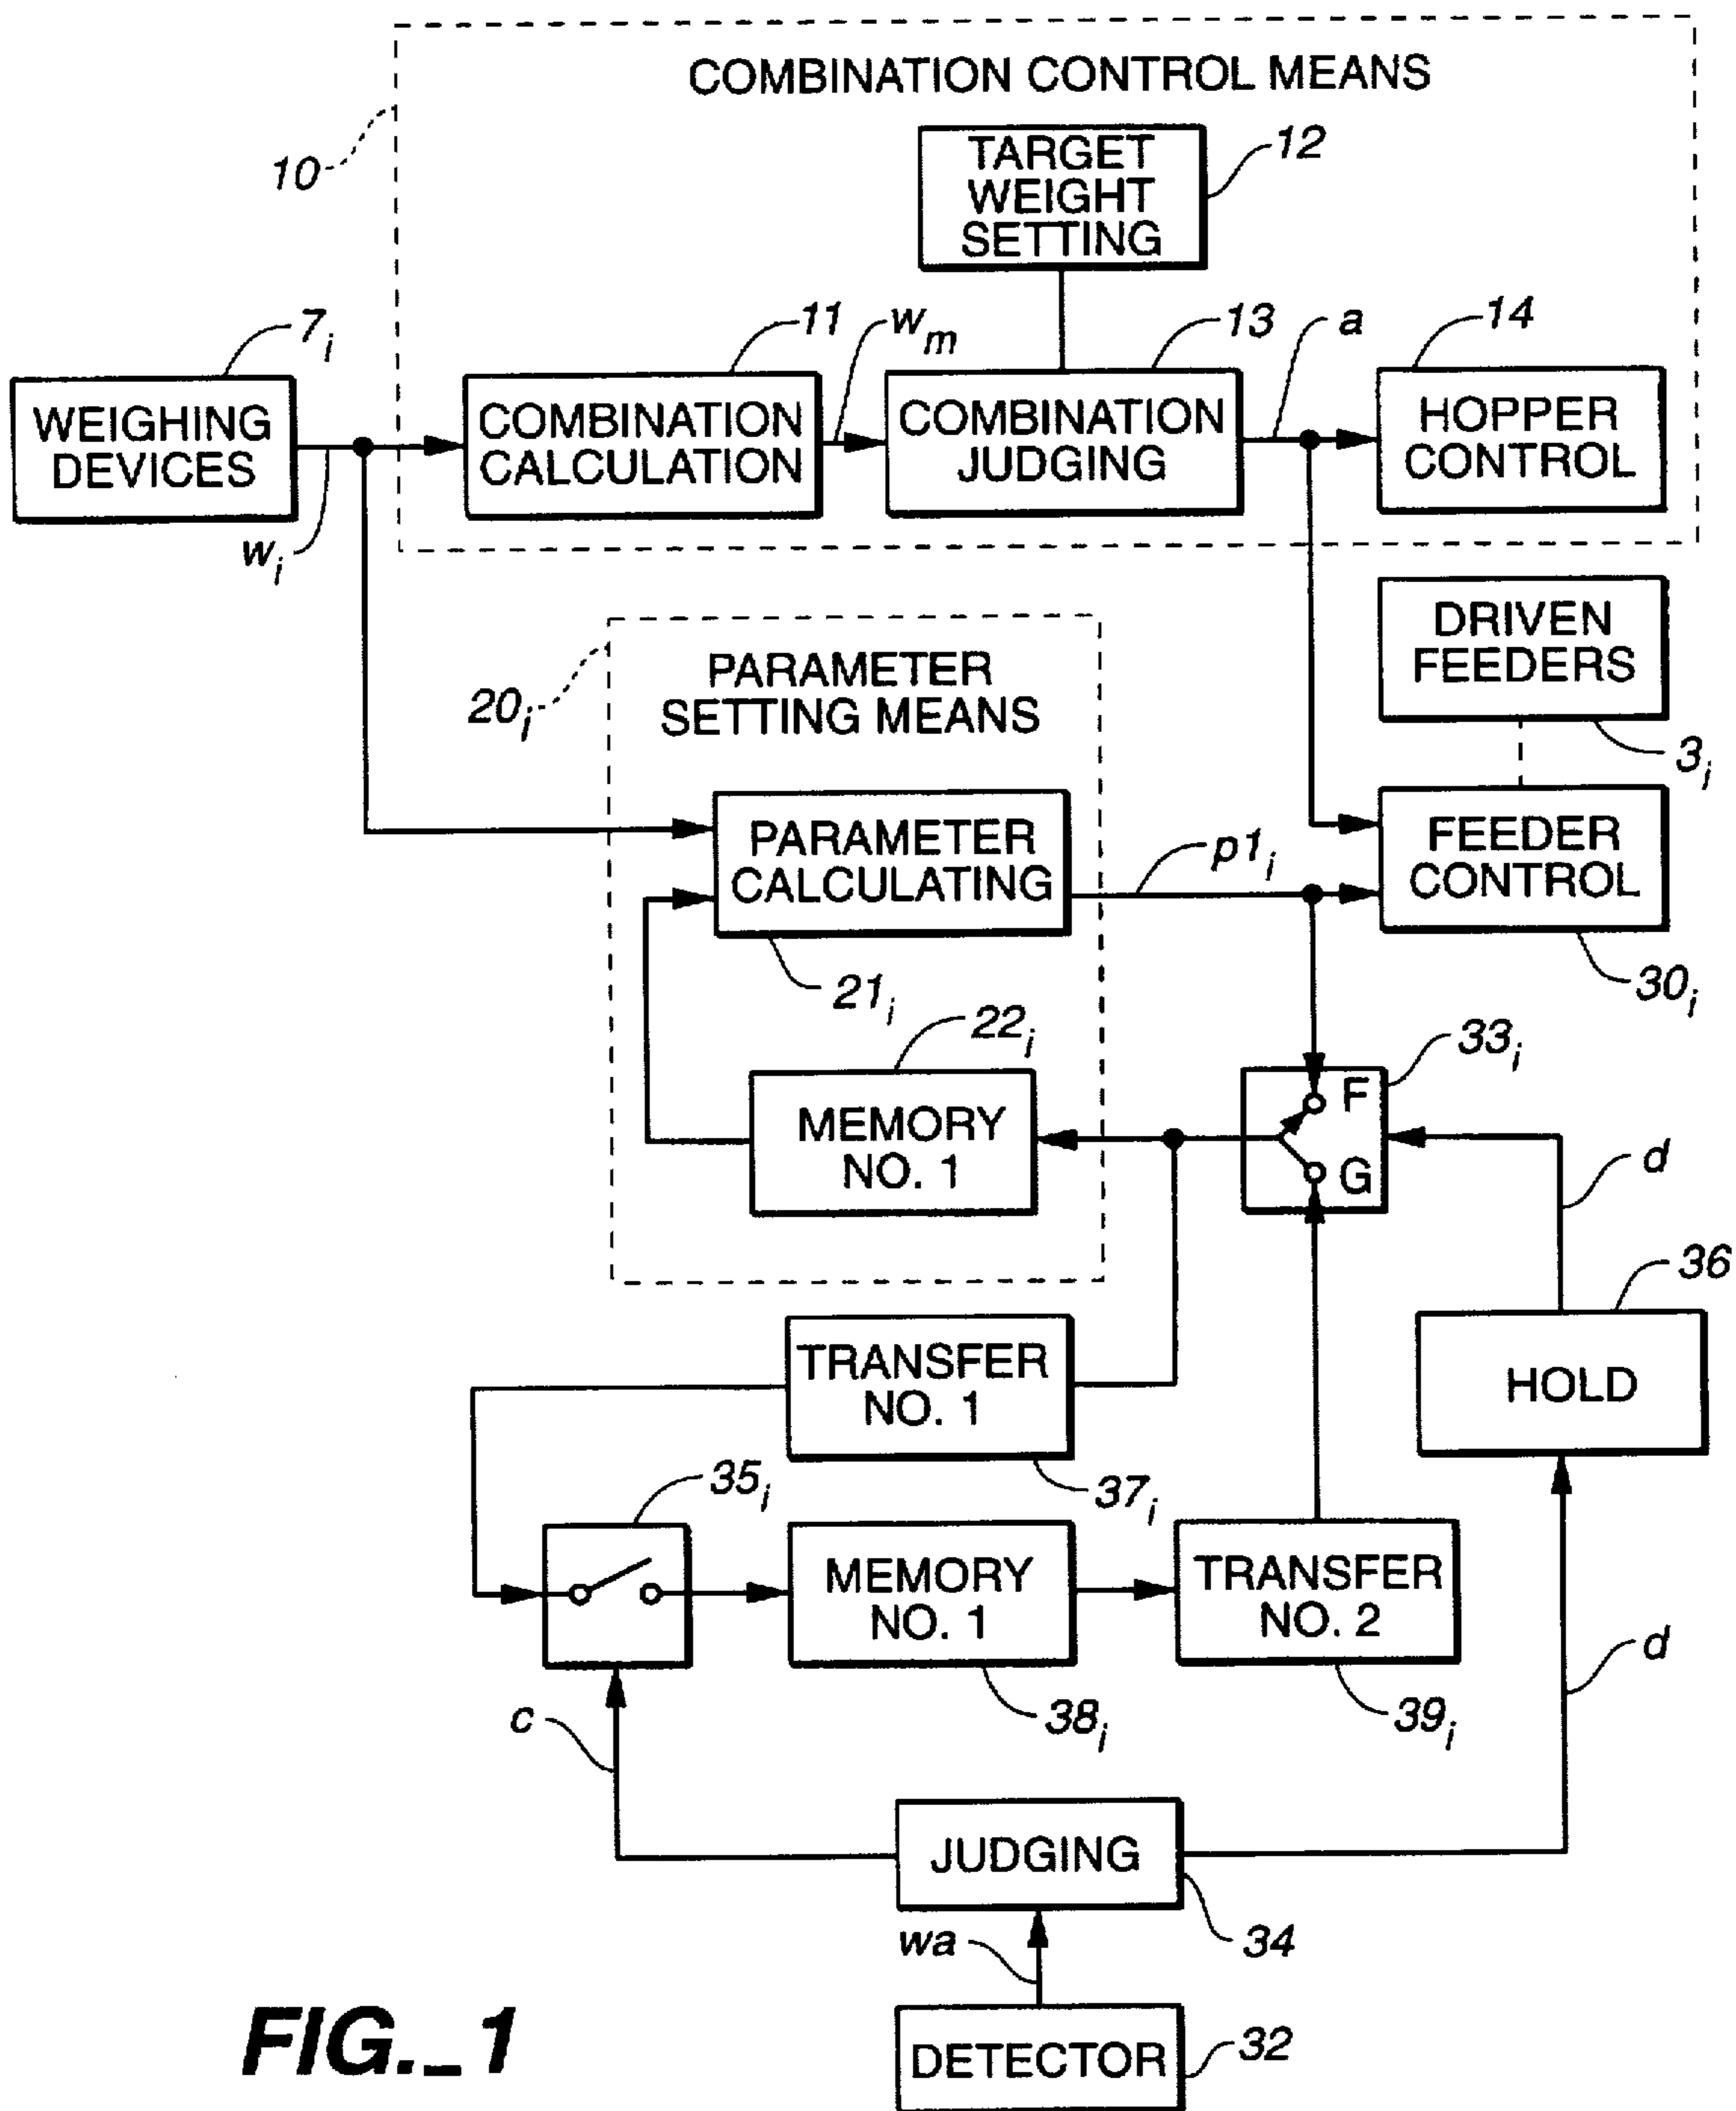 COMBINATION CONTROL MEANS
10
TARGET
WEIGHT
SETTING
12
7i
WEIGHING
DEVICES
wi
11
COMBINATION
CALCULATION
wm
13
COMBINATION
JUDGING
a
14
HOPPER
CONTROL
DRIVEN
FEEDERS
3i
20i
PARAMETER
SETTING MEANS
PARAMETER
CALCULATING
21i
p1i
FEEDER
CONTROL
30i
22i
MEMORY
NO. 1
33i
F
G
d
36
HOLD
TRANSFER
NO. 1
37i
35i
MEMORY
NO. 1
38i
TRANSFER
NO. 2
39i
d
c
JUDGING
34
wa
DETECTOR
32
FIG._1